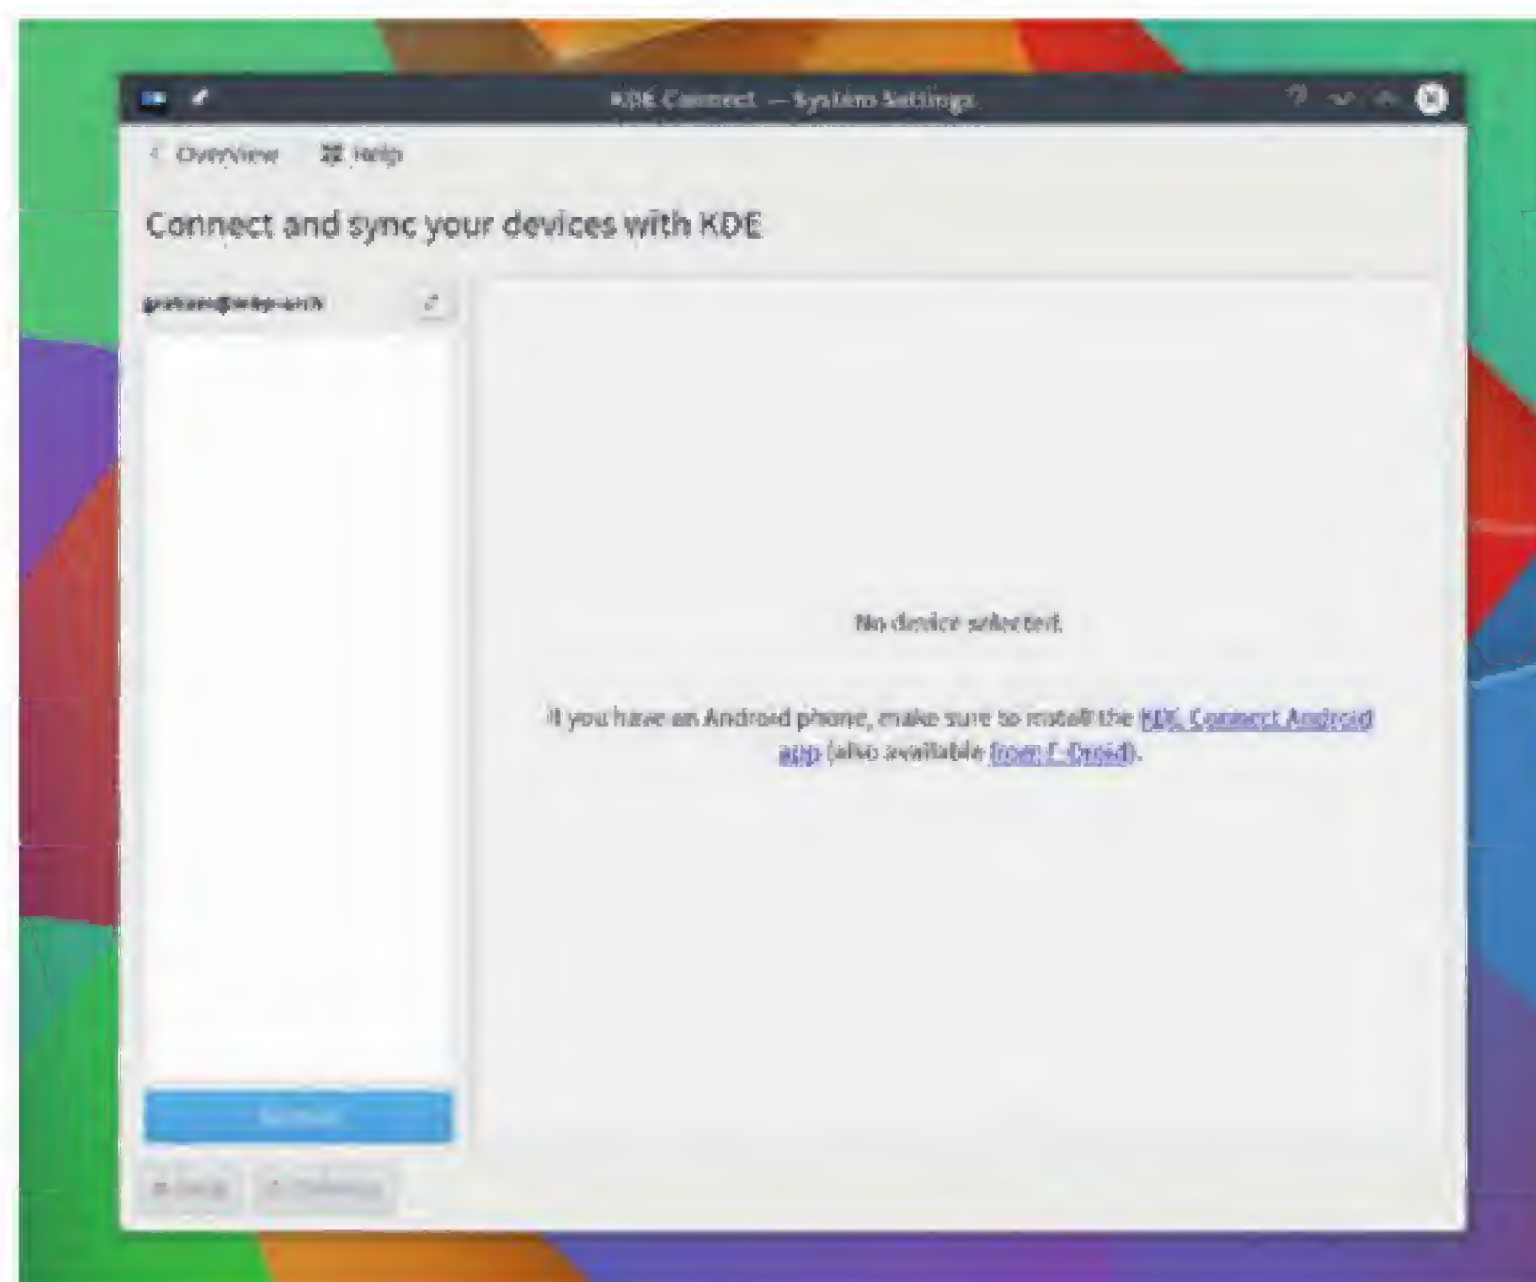 KDE Connect — System Settings
Overview Help
Connect and sync your devices with KDE
No device selected.
If you have an Android phone, make sure to install the KDE Connect Android
app (also available from F-Droid).